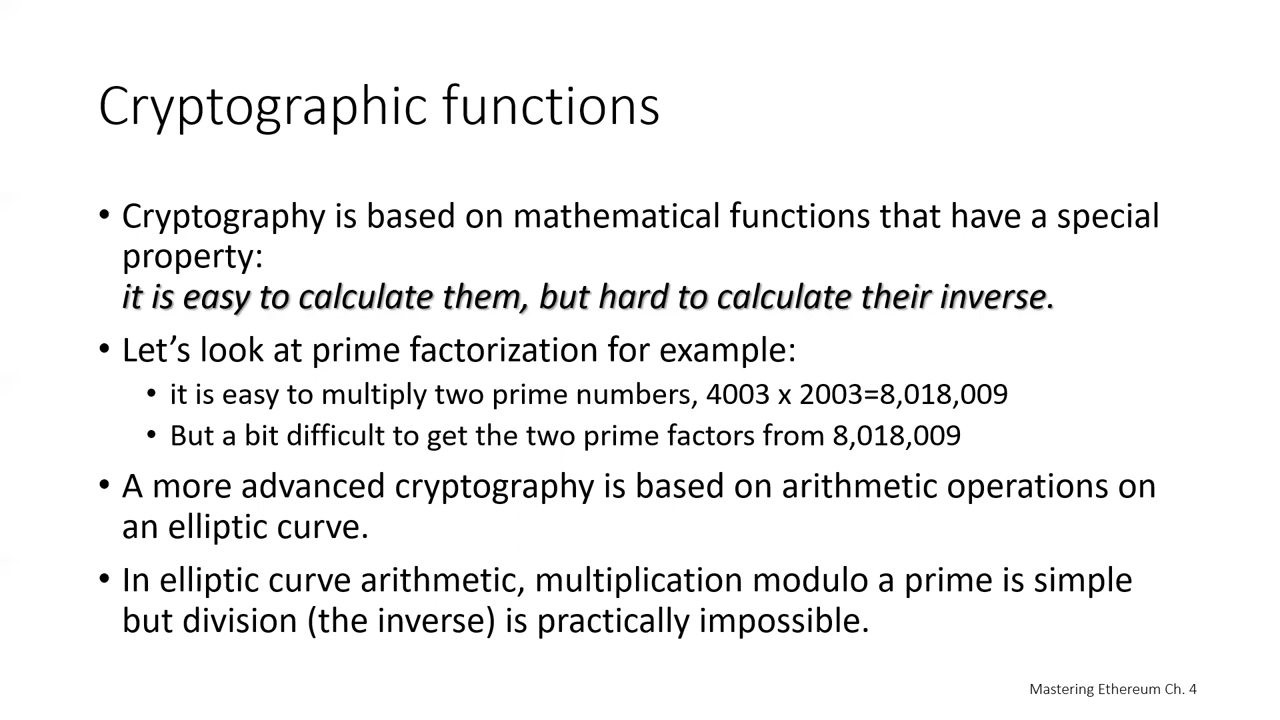 Cryptographic functions
• Cryptography is based on mathematical functions that have a special
property:
it is easy to calculate them, but hard to calculate their inverse.
• Let’s look at prime factorization for example:
• it is easy to multiply two prime numbers, 4003 x 2003=8,018,009
• But a bit difficult to get the two prime factors from 8,018,009
• A more advanced cryptography is based on arithmetic operations on
an elliptic curve.
• In elliptic curve arithmetic, multiplication modulo a prime is simple
but division (the inverse) is practically impossible.
Mastering Ethereum Ch. 4